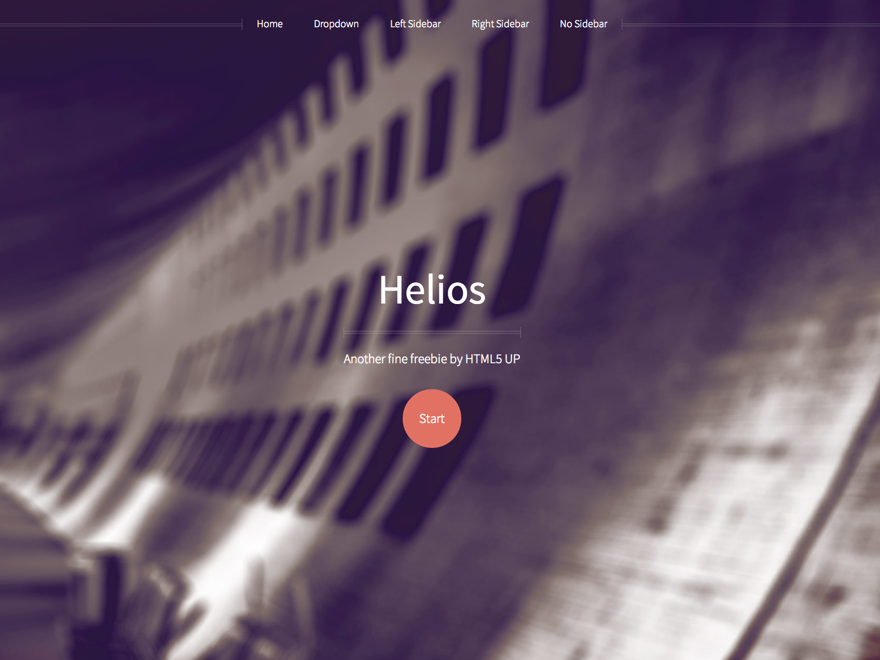 Home Dropdown Left Sidebar Right Sidebar No Sidebar
Helios
Another fine freebie by HTML5 UP
Start